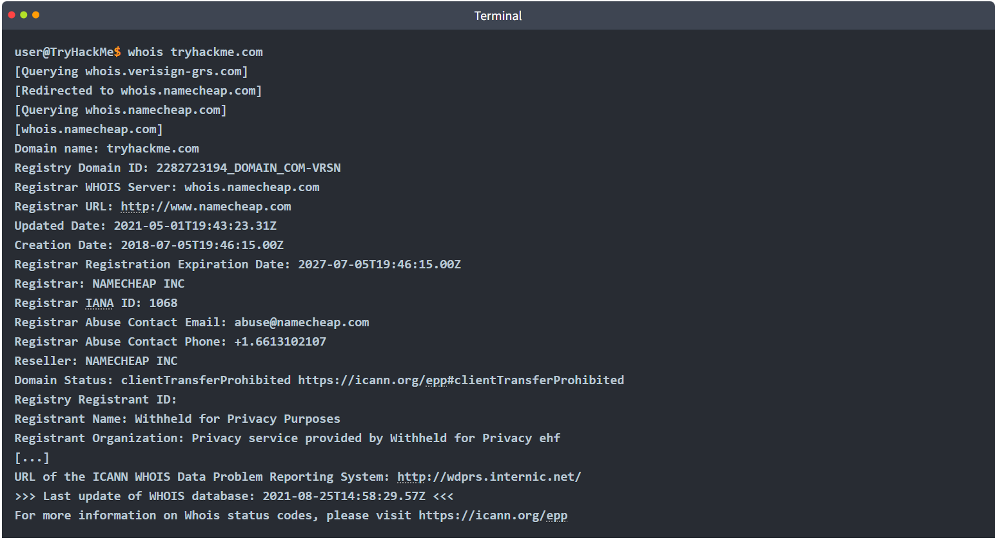 Terminal
user@TryHackMe$ whois tryhackme.com
[Querying whois.verisign-grs.com]
[Redirected to whois.namecheap.com]
[Querying whois.namecheap.com]
[whois.namecheap.com]
Domain name: tryhackme.com
Registry Domain ID: 2282723194_DOMAIN_COM-VRSN
Registrar WHOIS Server: whois.namecheap.com
Registrar URL: http://www.namecheap.com
Updated Date: 2021-05-01T19:43:23.31Z
Creation Date: 2018-07-05T19:46:15.00Z
Registrar Registration Expiration Date: 2027-07-05T19:46:15.00Z
Registrar: NAMECHEAP INC
Registrar IANA ID: 1068
Registrar Abuse Contact Email: abuse@namecheap.com
Registrar Abuse Contact Phone: +1.6613102107
Reseller: NAMECHEAP INC
Domain Status: clientTransferProhibited https://icann.org/epp#clientTransferProhibited
Registry Registrant ID:
Registrant Name: Withheld for Privacy Purposes
Registrant Organization: Privacy service provided by Withheld for Privacy ehf
[...]
URL of the ICANN WHOIS Data Problem Reporting System: http://wdprs.internic.net/
>>> Last update of WHOIS database: 2021-08-25T14:58:29.57Z <<<
For more information on Whois status codes, please visit https://icann.org/epp